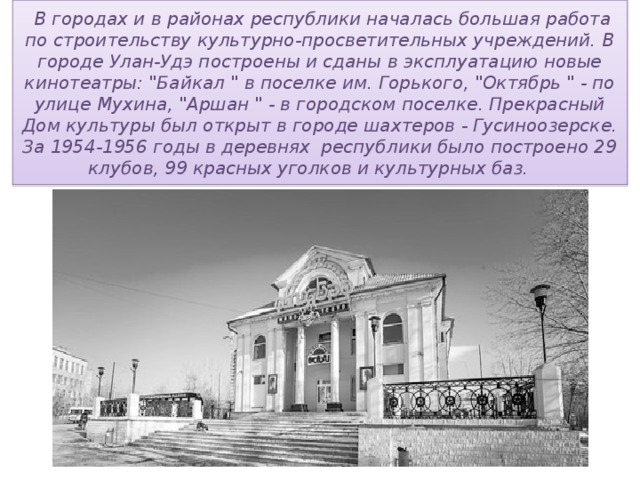 В городах и в районах республики началась большая работа
по строительству культурно-просветительных учреждений. В
городе Улан-Удэ построены и сданы в эксплуатацию новые
кинотеатры: "Байкал " в поселке им. Горького, "Октябрь " - по
улице Мухина, "Аршан " - в городском поселке. Прекрасный
Дом культуры был открыт в городе шахтеров - Гусиноозерске.
За 1954-1956 годы в деревнях  республики было построено 29
клубов, 99 красных уголков и культурных баз.